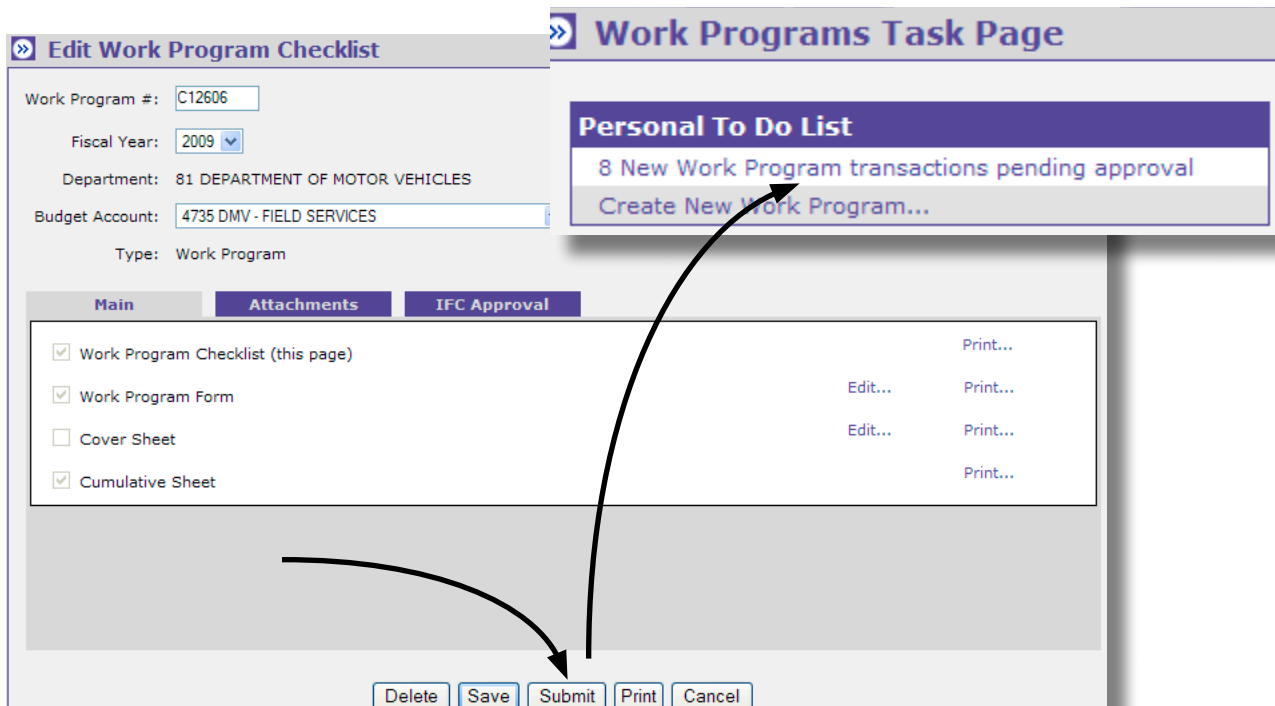 Edit Work Program Checklist
Work Program #: C12606
Fiscal Year: 2009
Department: 81 DEPARTMENT OF MOTOR VEHICLES
Budget Account: 4735 DMV - FIELD SERVICES
Type: Work Program
Work Programs Task Page
Personal To Do List
8 New Work Program transactions pending approval
Create New Work Program...
Main Attachments IFC Approval
Work Program Checklist (this page) Print...
Work Program Form Edit... Print...
Cover Sheet Edit... Print...
Cumulative Sheet Print...
Delete Save Submit Print Cancel